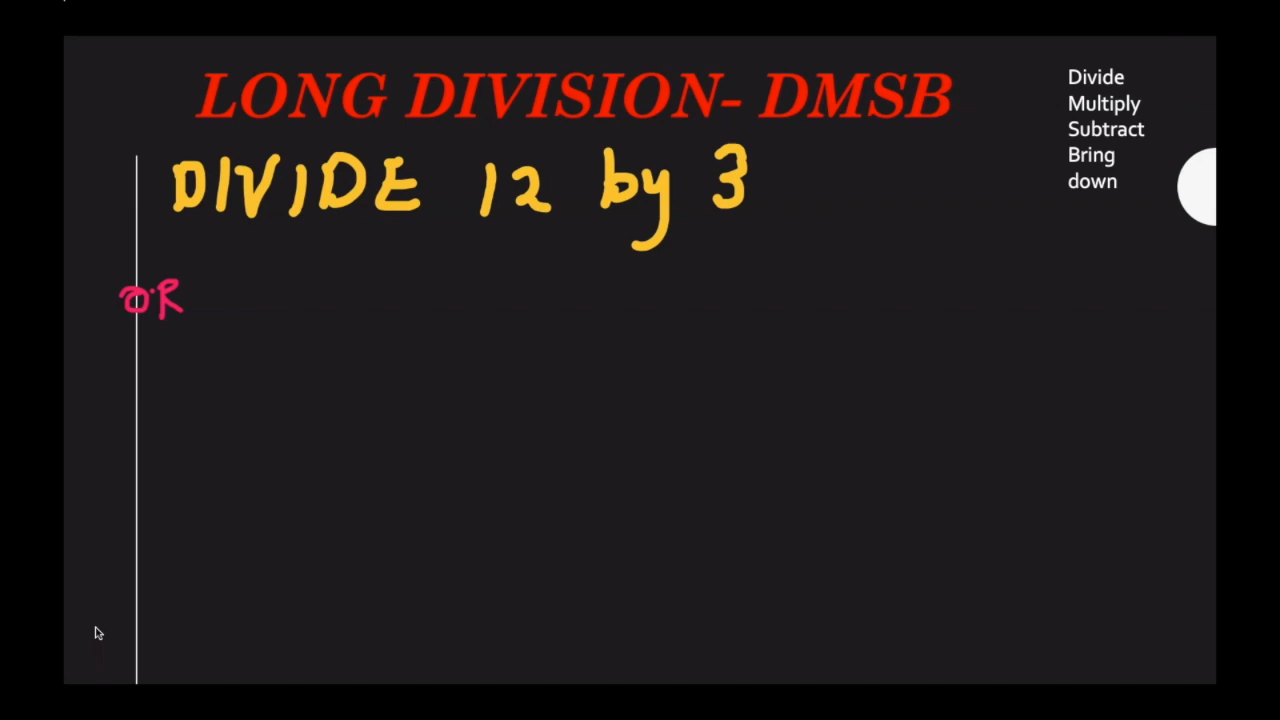 LONG DIVISION- DMSB
Divide
Multiply
Subtract
Bring
down
DIVIDE 12 by 3
OR